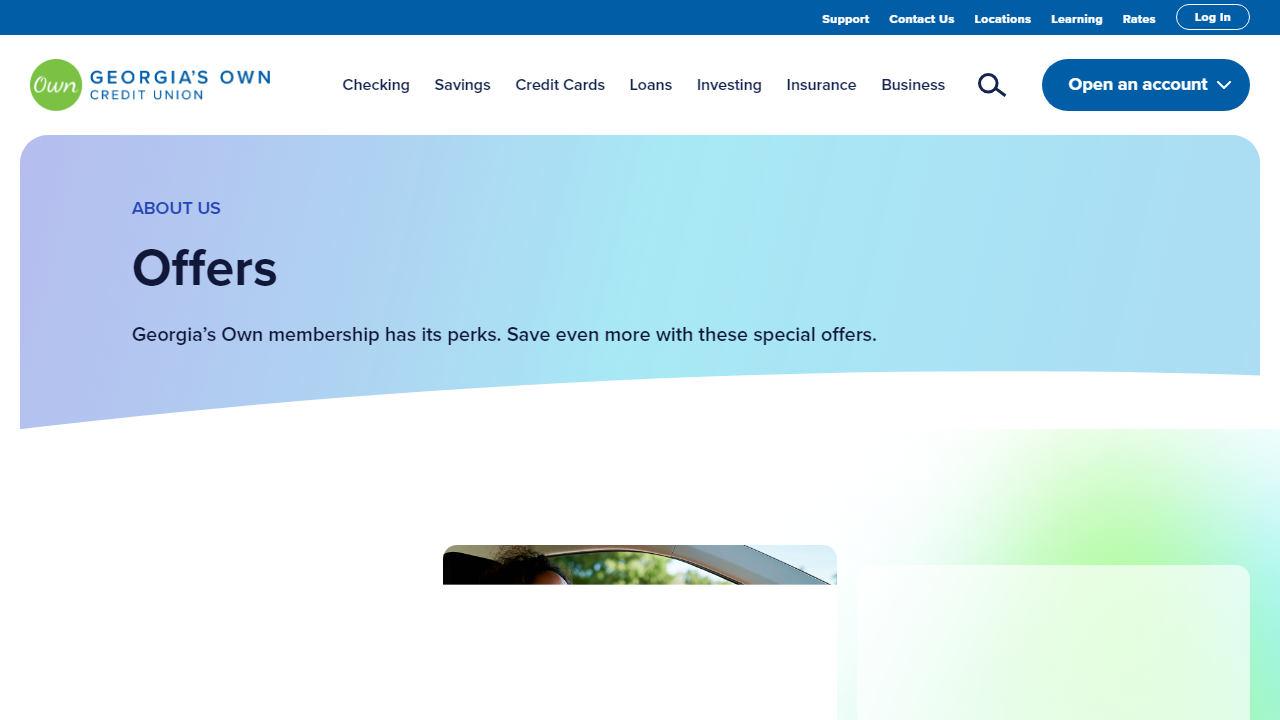 Support Contact Us Locations Learning Rates Log In
Own GEORGIA'S OWN
CREDIT UNION
Checking Savings Credit Cards Loans Investing Insurance Business Open an account
ABOUT US
Offers
Georgia’s Own membership has its perks. Save even more with these special offers.